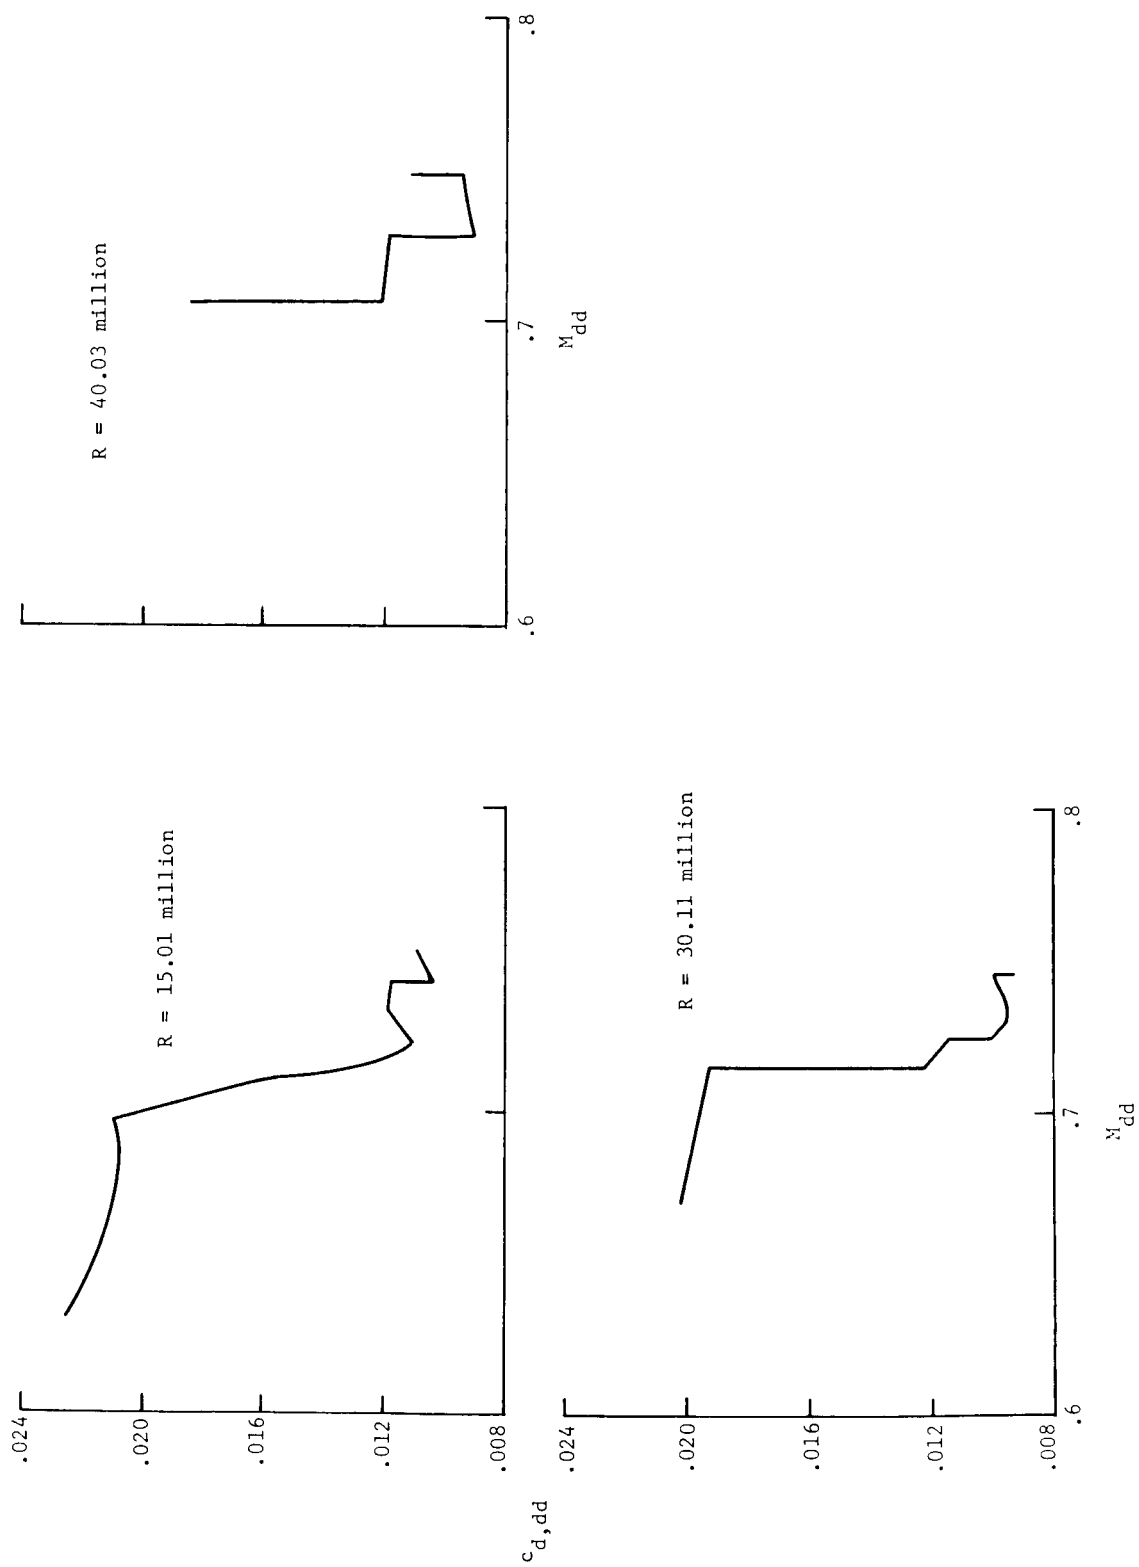 .024
.020
.016
.012
.008
R = 15.01 million
R = 40.03 million
.6
.7
.8
M_dd
c_d,dd
.024
.020
.016
.012
.008
R = 30.11 million
.6
.7
.8
M_dd